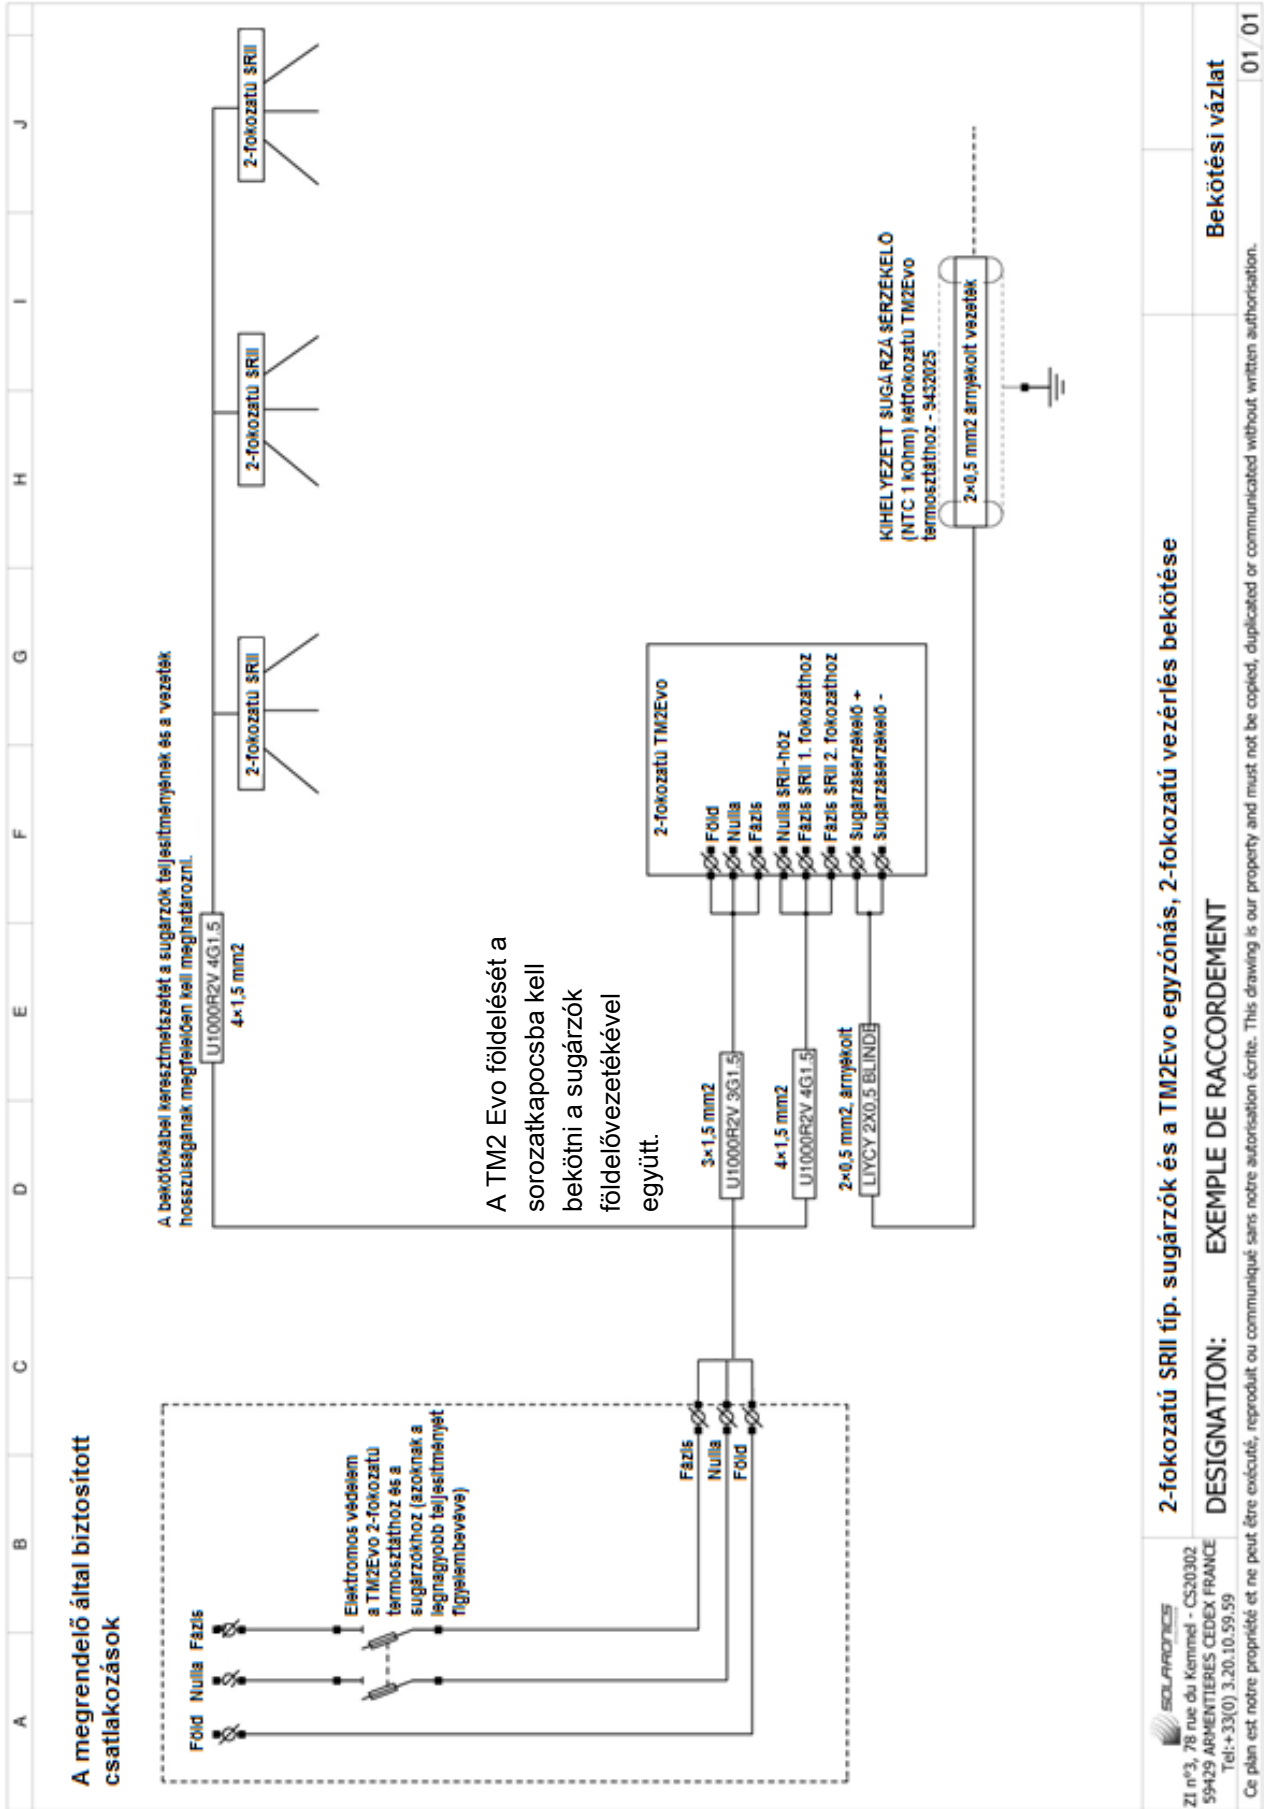 A B C D E F G H I J
A megrendelő által biztosított
csatlakozások
Föld Nulla Fázis
Elektromos védelem
a TM2Evo 2-fokozatú
termosztáthoz és a
sugárzókhoz (azoknak a
legnagyobb teljesítményét
figyelembevéve)
Fázis
Nulla
Föld
A bekötőkábel keresztmetszetét a sugárzók teljesítményének és a vezeték
hosszúságának megfelelően kell meghatározni.
U1000R2V 4G1.5
4×1,5 mm2
2-fokozatú SRII
2-fokozatú SRII
2-fokozatú SRII
A TM2 Evo földelését a
sorozatkapocsba kell
bekötni a sugárzók
földelővezetékével
együtt.
3×1,5 mm2
U1000R2V 3G1.5
4×1,5 mm2
U1000R2V 4G1.5
2×0,5 mm2, árnyékolt
LIYCY 2X0,5 BLINDE
2-fokozatú TM2Evo
Föld
Nulla
Fázis
Nulla SRII-höz
Fázis SRII 1. fokozathoz
Fázis SRII 2. fokozathoz
Sugárzásérzékelő +
Sugárzásérzékelő -
KIHELYEZETT SUGÁRZÁSÉRZÉKELŐ
(NTC 1 kOhm) kétfokozatú TM2Evo
termosztáthoz - 9432025
2×0,5 mm2 árnyékolt vezeték
SOLARONICS
ZI n°3, 78 rue du Kemmel - CS20302
59429 ARMENTIERES CEDEX FRANCE
Tel:+33(0) 3.20.10.59.59
2-fokozatú SRII típ. sugárzók és a TM2Evo egyzónás, 2-fokozatú vezérlés bekötése
DESIGNATION: EXEMPLE DE RACCORDEMENT
Bekötési vázlat
Ce plan est notre propriété et ne peut être exécuté, reproduit ou communiqué sans notre autorisation écrite. This drawing is our property and must not be copied, duplicated or communicated without written authorisation.
01/01